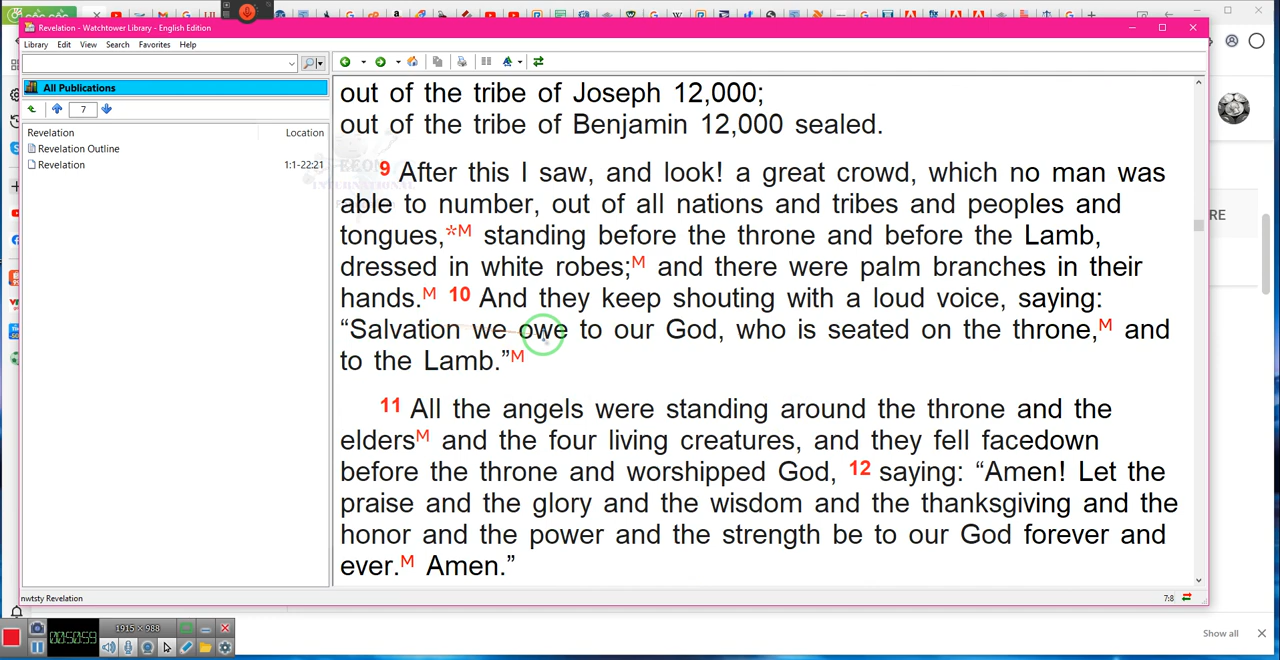 Revelation - Watchtower Library - English Edition
Library Edit View Search Favorites Help
All Publications
7
Revelation Location
Revelation Outline
Revelation 1:1-22:21
out of the tribe of Joseph 12,000;
out of the tribe of Benjamin 12,000 sealed.
9 After this I saw, and look! a great crowd, which no man was
able to number, out of all nations and tribes and peoples and
tongues,*M standing before the throne and before the Lamb,
dressed in white robes;M and there were palm branches in their
hands.M 10 And they keep shouting with a loud voice, saying:
“Salvation we owe to our God, who is seated on the throne,M and
to the Lamb.”M
11 All the angels were standing around the throne and the
eldersM and the four living creatures, and they fell facedown
before the throne and worshipped God, 12 saying: “Amen! Let the
praise and the glory and the wisdom and the thanksgiving and the
honor and the power and the strength be to our God forever and
ever.M Amen.”
nwtsty Revelation 7:8
RE
1915 × 988
00:50:59
Show all